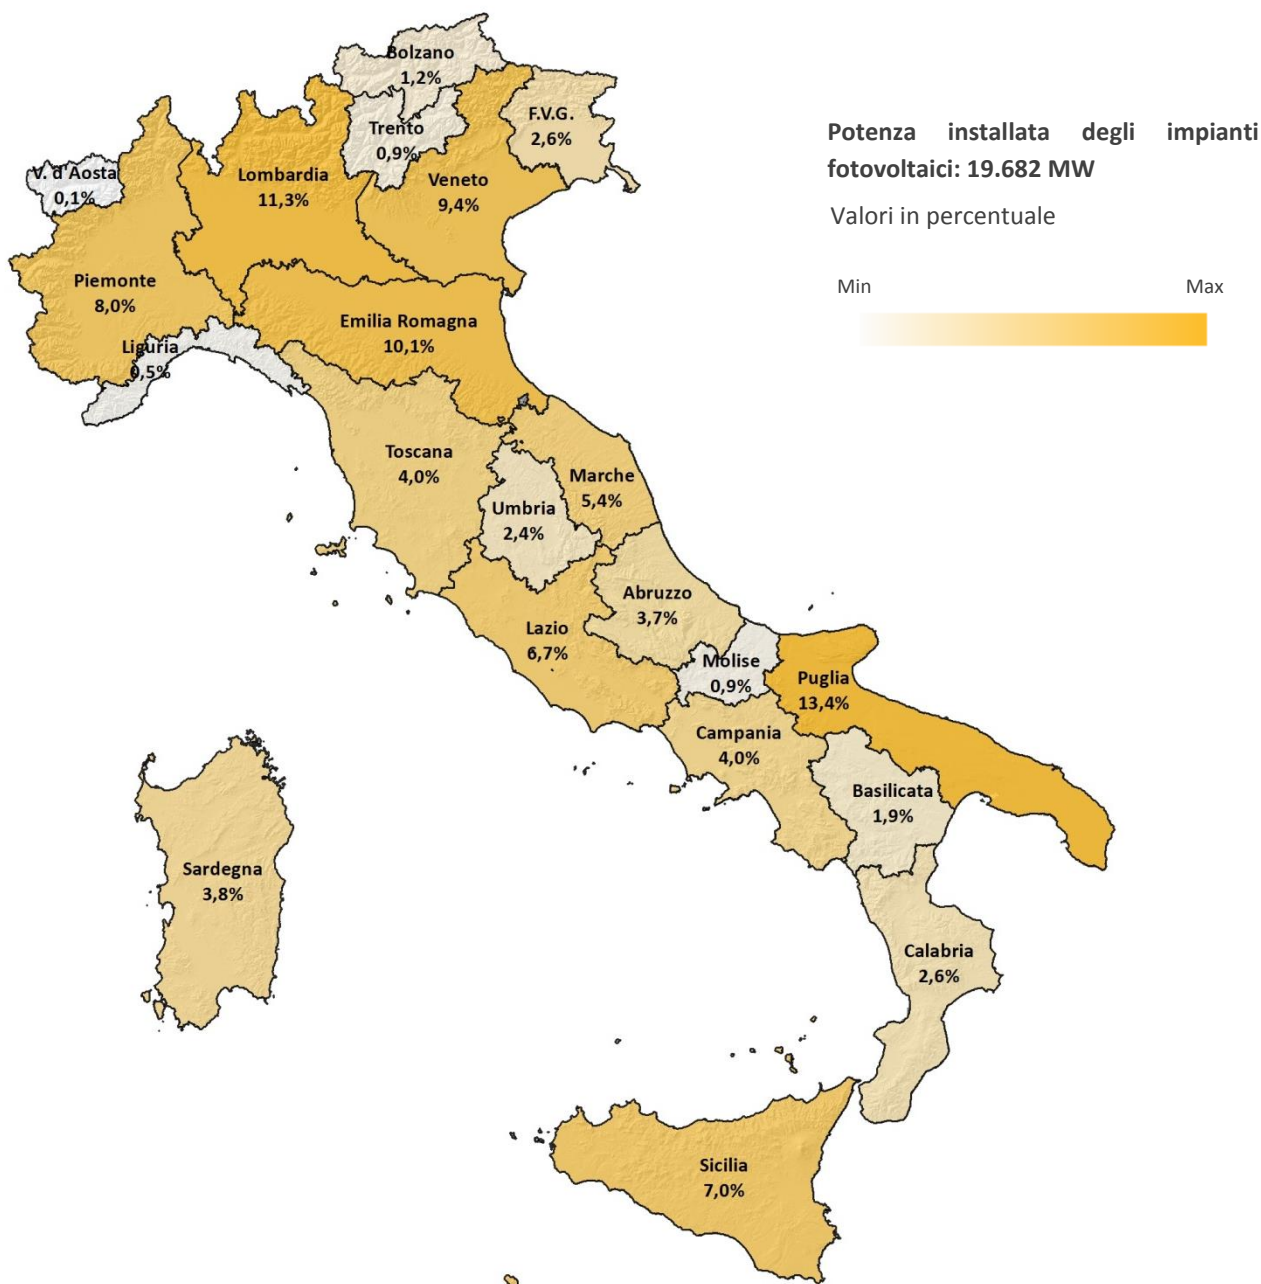 Bolzano
1,2%
F.V.G.
2,6%
Trento
0,9%
V. d'Aosta
0,1%
Lombardia
11,3%
Veneto
9,4%
Potenza installata degli impianti
fotovoltaici: 19.682 MW
Valori in percentuale
Min Max
Piemonte
8,0%
Emilia Romagna
10,1%
Liguria
0,5%
Toscana
4,0%
Marche
5,4%
Umbria
2,4%
Abruzzo
3,7%
Lazio
6,7%
Molise
0,9%
Puglia
13,4%
Campania
4,0%
Basilicata
1,9%
Sardegna
3,8%
Calabria
2,6%
Sicilia
7,0%